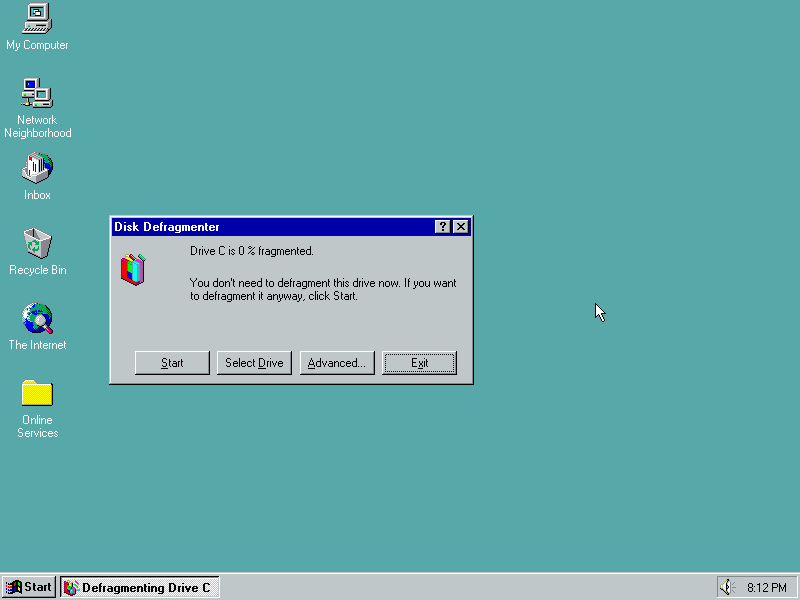 My Computer
Network
Neighborhood
Inbox
Recycle Bin
The Internet
Online
Services
Disk Defragmenter
Drive C is 0 % fragmented.
You don't need to defragment this drive now. If you want
to defragment it anyway, click Start.
Start
Select Drive
Advanced...
Exit
Start
Defragmenting Drive C
8:12 PM